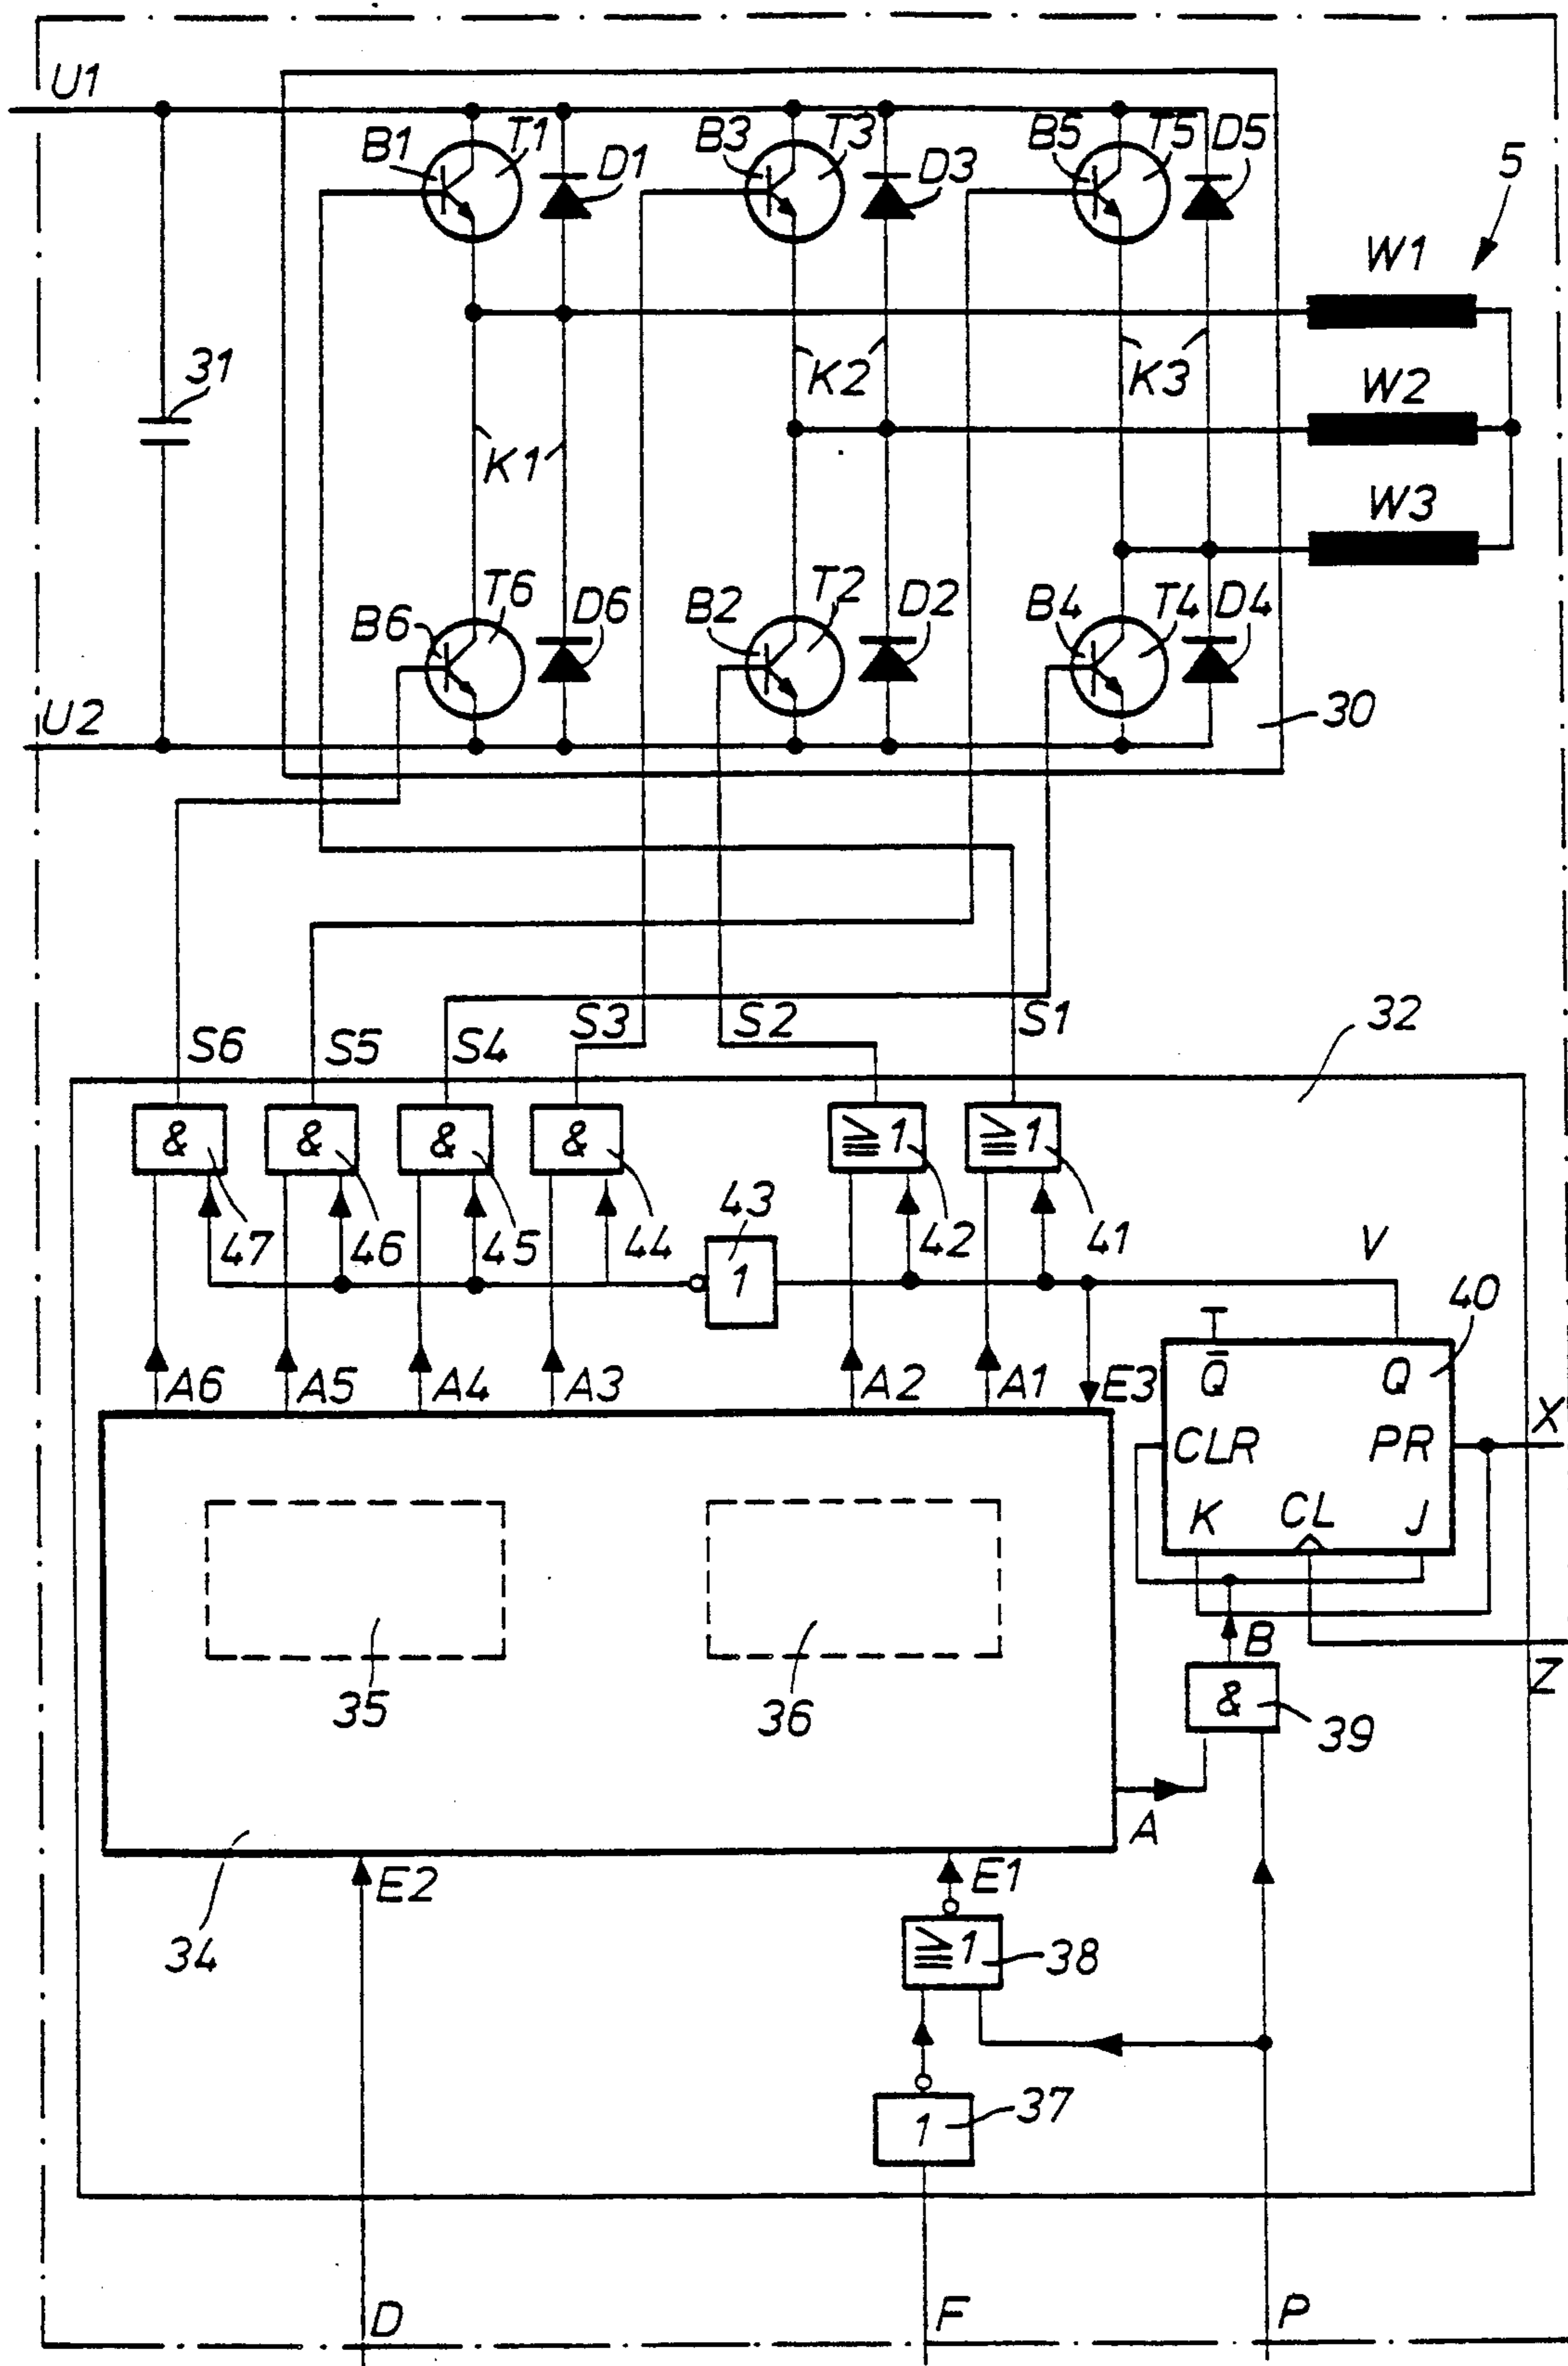 U1
B1 T1 D1 B3 T3 D3 B5 T5 D5
5
W1
31
K2 K3
W2
K1
W3
B6 T6 D6 B2 T2 D2 B4 T4 D4
U2
30
S6 S5 S4 S3 S2 S1
32
& & & & ≧1 ≧1
47 46 45 44 43 42 41
1
V
40
A6 A5 A4 A3 A2 A1 E3
Q̄ Q
CLR PR
X
K CL J
B
Z
35 36
& 39
A
34
E2 E1
≧1 38
1 37
D F P